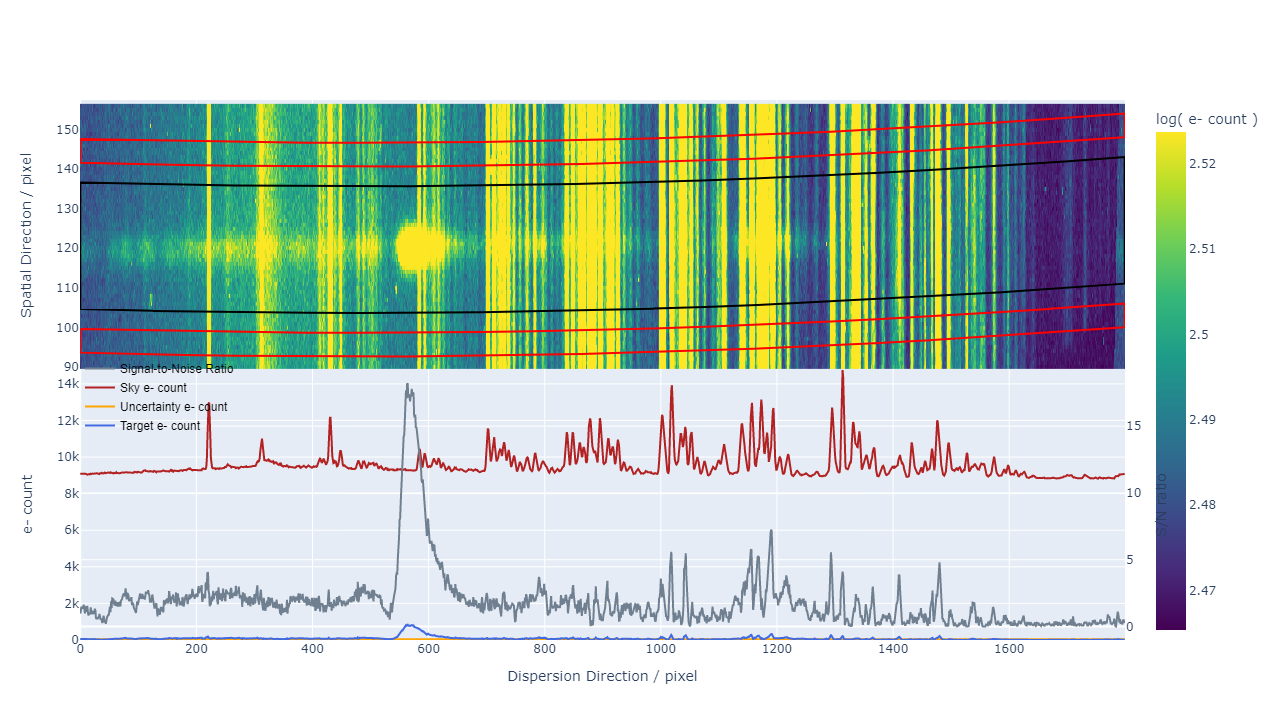 log( e- count )
150
140
130
120
110
100
90
Spatial Direction / pixel
2.52
2.51
2.5
2.49
2.48
2.47
Signal-to-Noise Ratio
Sky e- count
Uncertainty e- count
Target e- count
14k
12k
10k
8k
6k
4k
2k
0
e- count
15
10
5
0
S/N ratio
0 200 400 600 800 1000 1200 1400 1600
Dispersion Direction / pixel